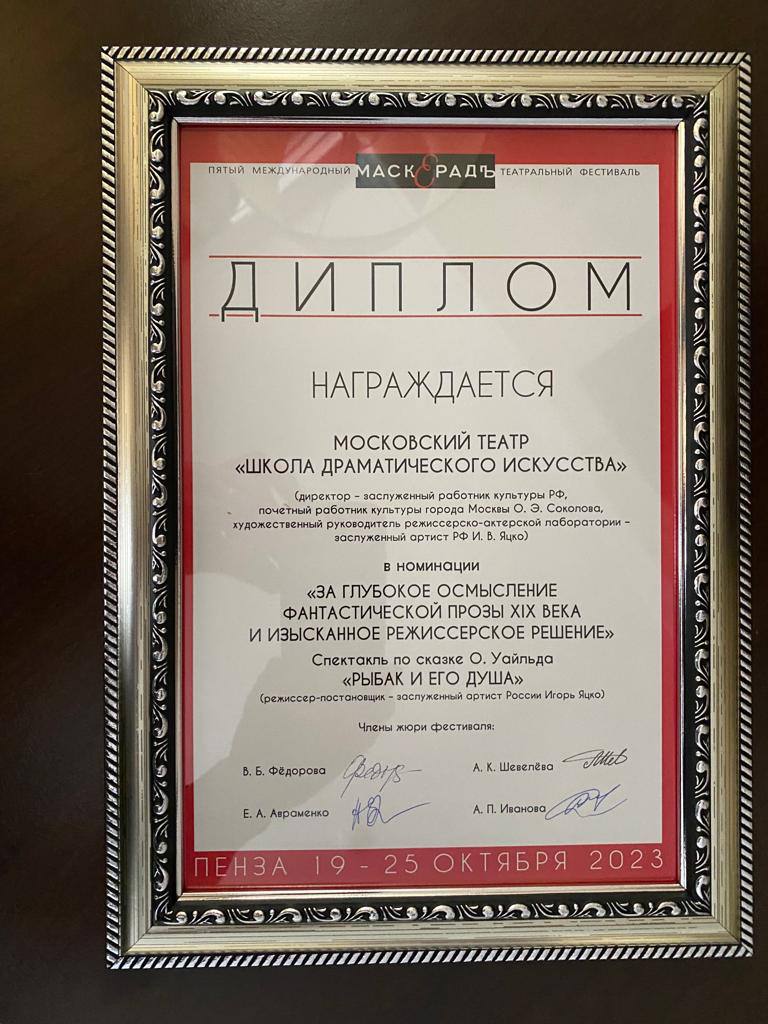 ПЯТЫЙ МЕЖДУНАРОДНЫЙ МАСКЕРАДЪ ТЕАТРАЛЬНЫЙ ФЕСТИВАЛЬ
ДИПЛОМ
НАГРАЖДАЕТСЯ
МОСКОВСКИЙ ТЕАТР
«ШКОЛА ДРАМАТИЧЕСКОГО ИСКУССТВА»
(директор – заслуженный работник культуры РФ,
почетный работник культуры города Москвы О. Э. Соколова,
художественный руководитель режиссерско-актерской лаборатории –
заслуженный артист РФ И. В. Яцко)
в номинации
«ЗА ГЛУБОКОЕ ОСМЫСЛЕНИЕ
ФАНТАСТИЧЕСКОЙ ПРОЗЫ XIX ВЕКА
И ИЗЫСКАННОЕ РЕЖИССЕРСКОЕ РЕШЕНИЕ»
Спектакль по сказке О. Уайльда
«РЫБАК И ЕГО ДУША»
(режиссер-постановщик – заслуженный артист России Игорь Яцко)
Члены жюри фестиваля:
В. Б. Фёдорова
А. К. Шевелёва
Е. А. Авраменко
А. П. Иванова
ПЕНЗА 19 – 25 ОКТЯБРЯ 2023